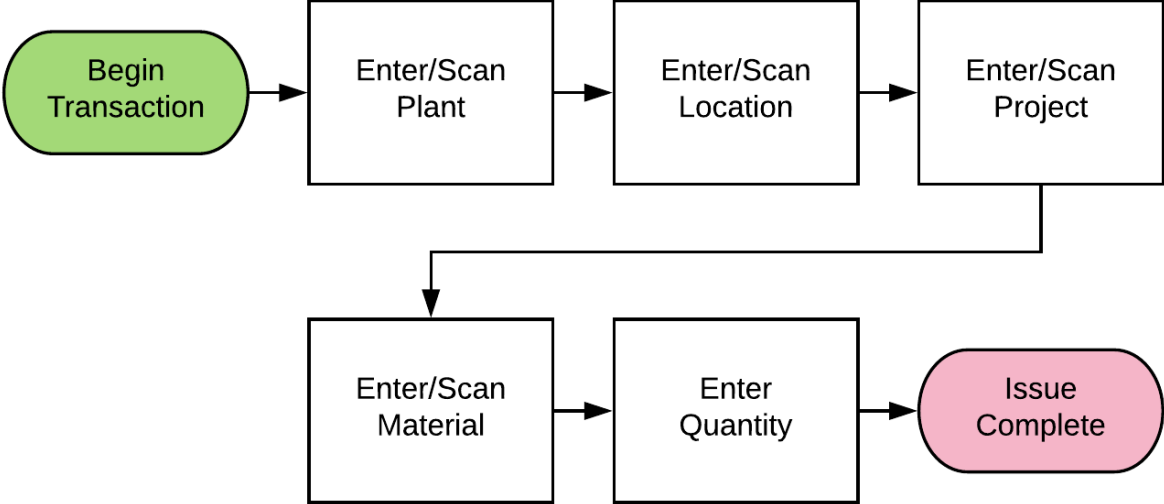 Begin
Transaction
Enter/Scan
Plant
Enter/Scan
Location
Enter/Scan
Project
Enter/Scan
Material
Enter
Quantity
Issue
Complete